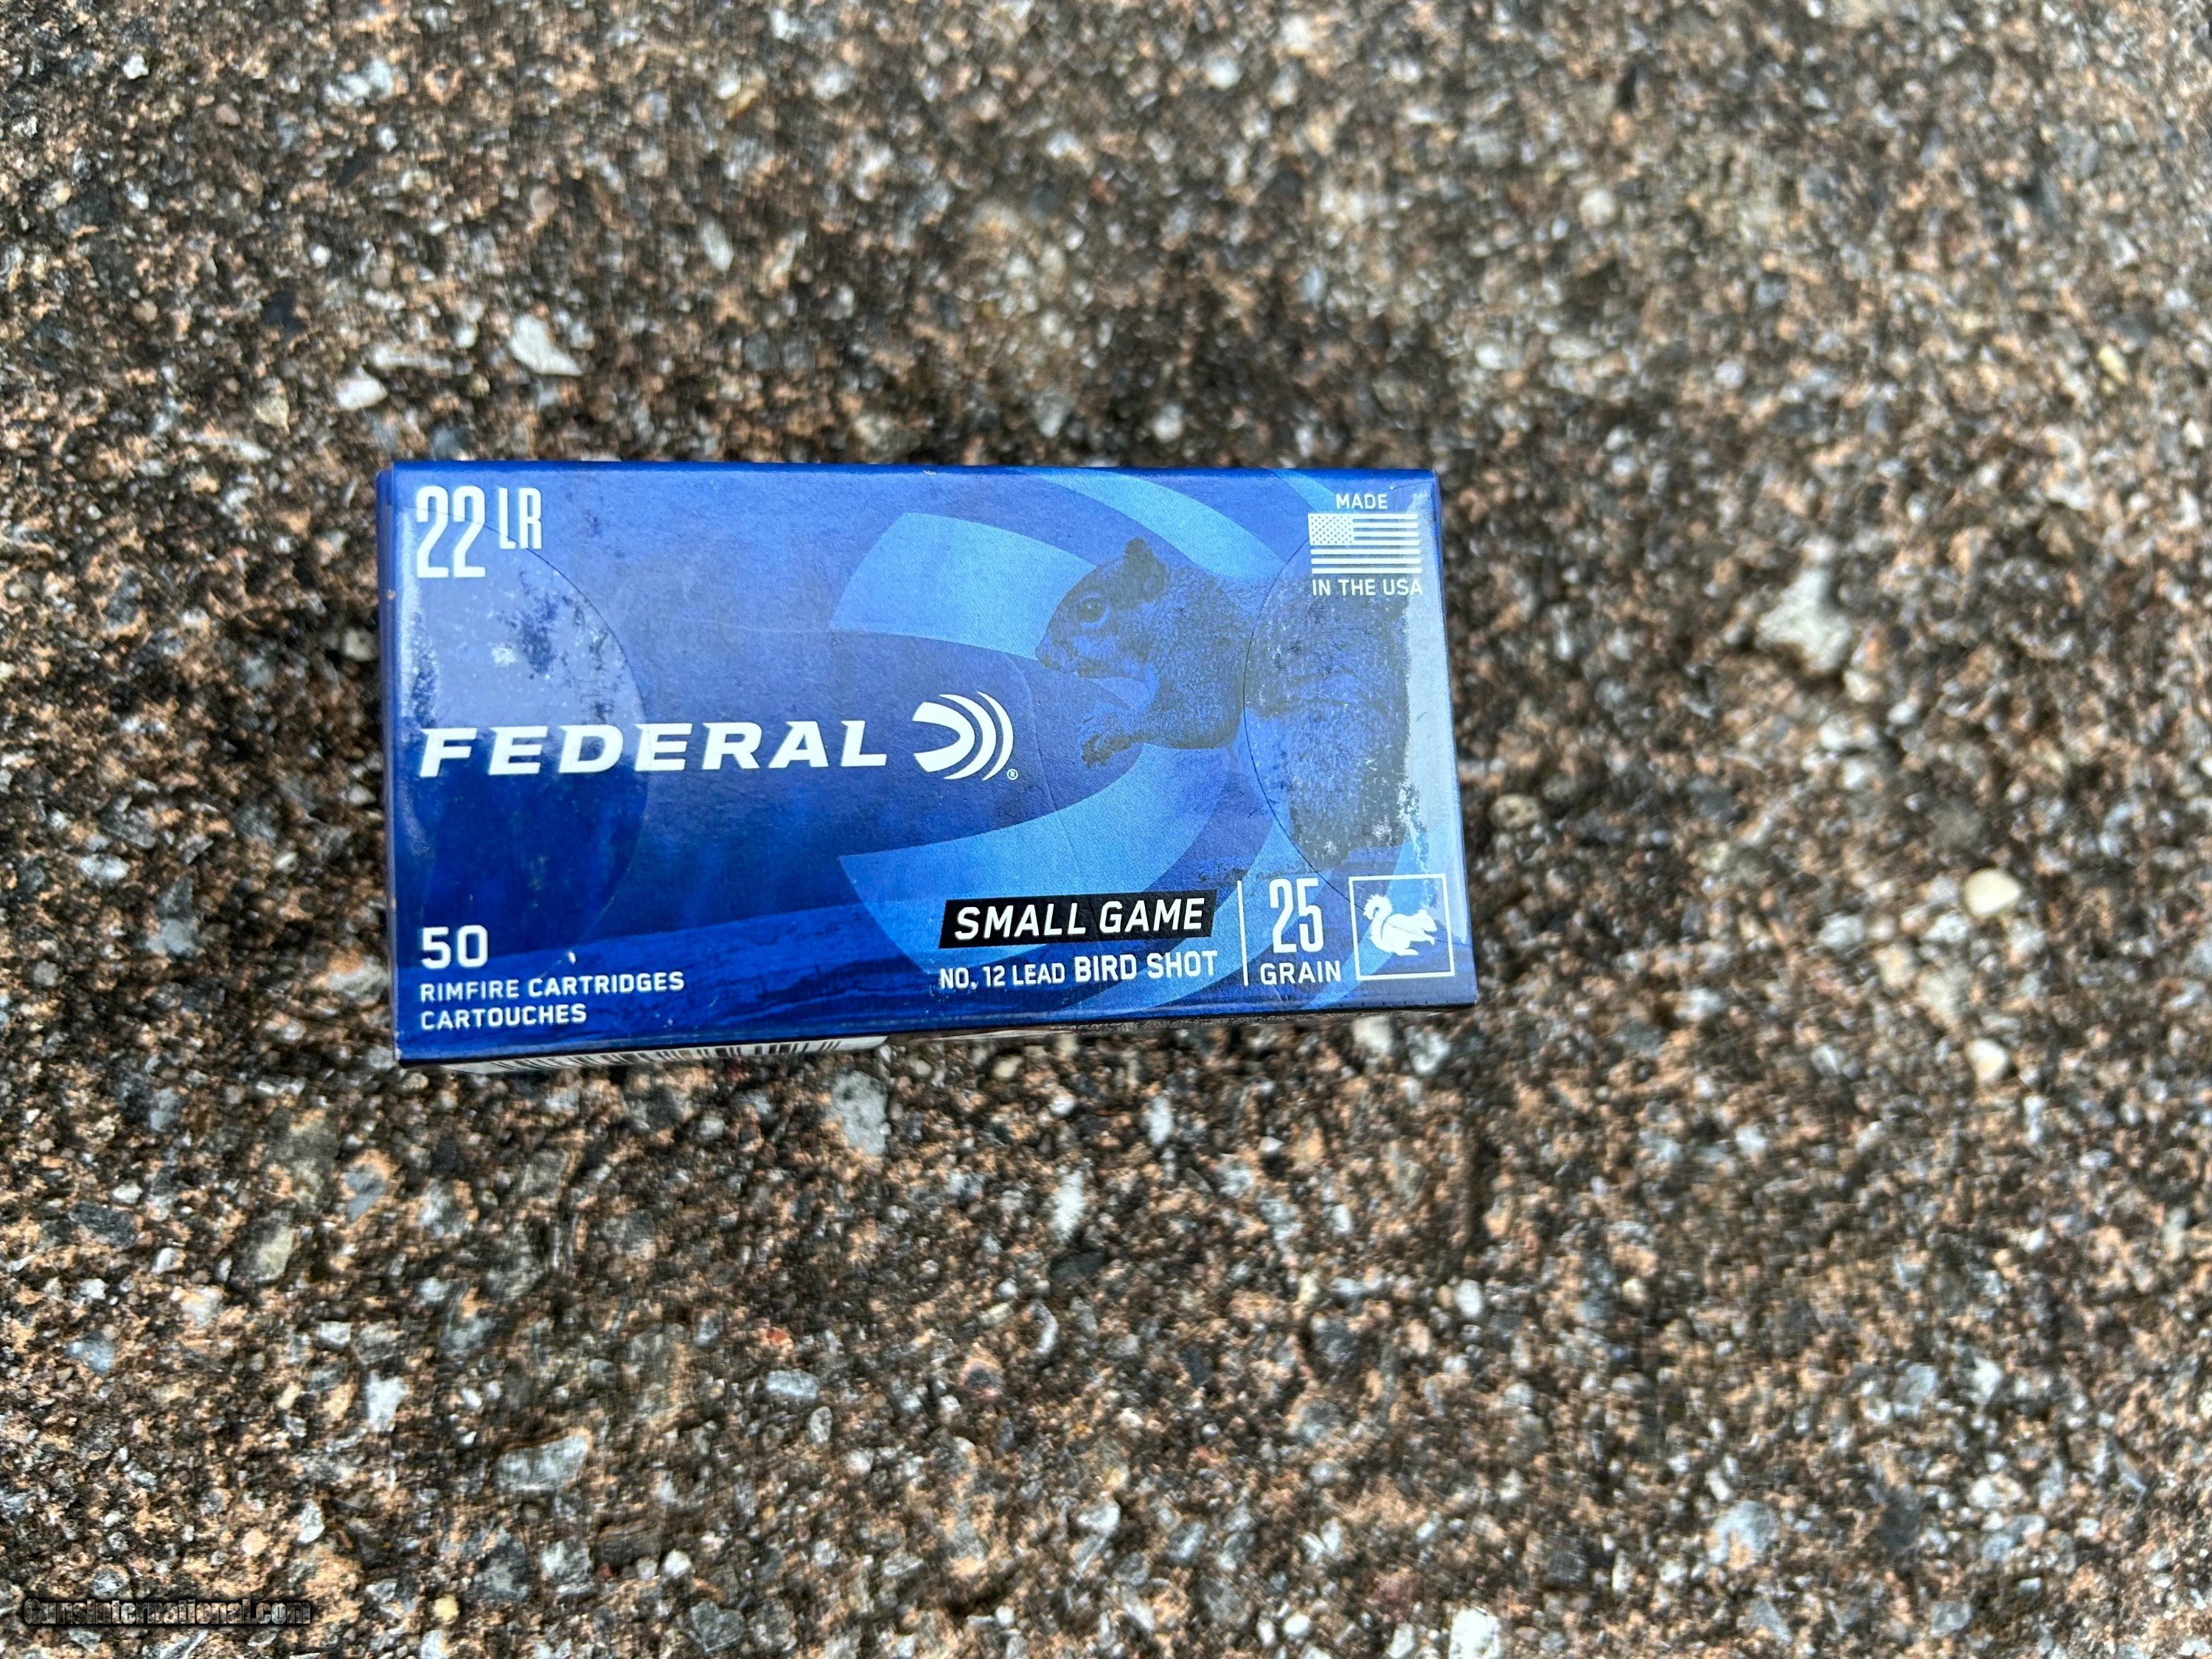 22 LR
MADE
IN THE USA
FEDERAL ®
50
RIMFIRE CARTRIDGES
CARTOUCHES
SMALL GAME
NO. 12 LEAD BIRD SHOT
25
GRAIN
GunsInternational.com